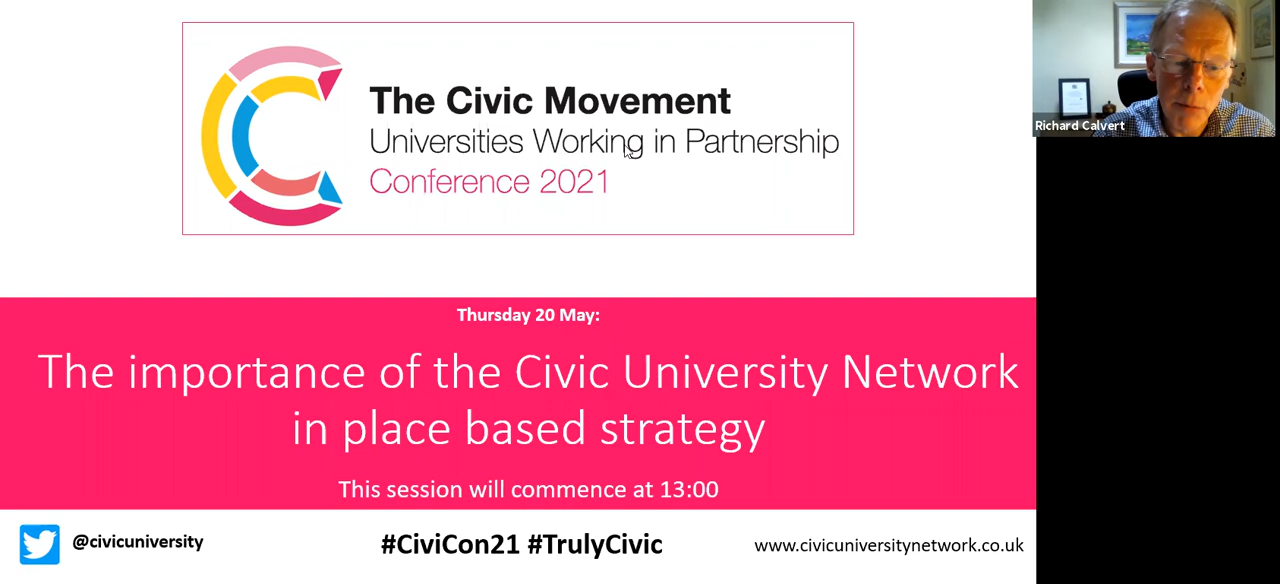 The Civic Movement
Universities Working in Partnership
Conference 2021
Richard Calvert
Thursday 20 May:
The importance of the Civic University Network
in place based strategy
This session will commence at 13:00
@civicuniversity
#CiviCon21 #TrulyCivic
www.civicuniversitynetwork.co.uk